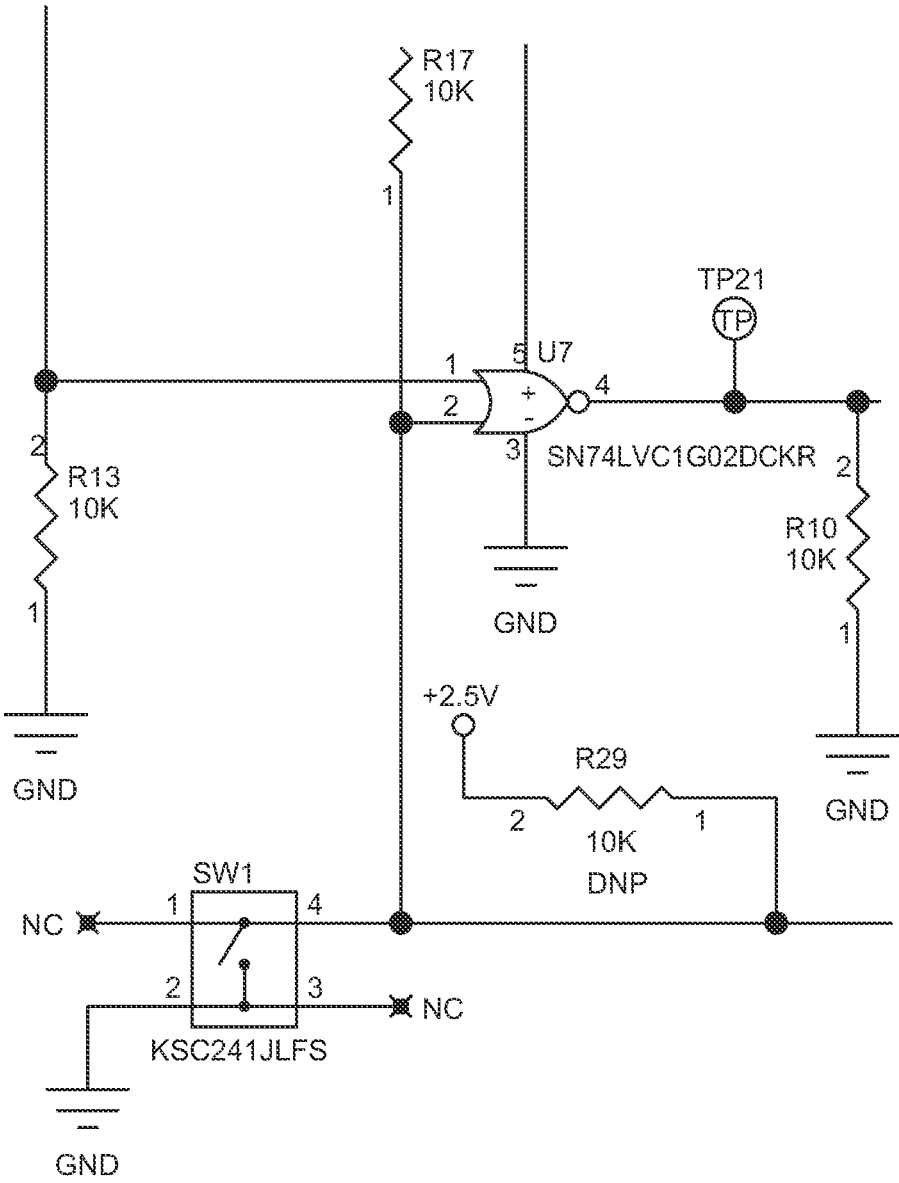 R17
10K
1
TP21
TP
5
U7
1
4
+
2
-
3
SN74LVC1G02DCKR
2
R13
10K
2
R10
10K
1
GND
1
+2.5V
R29
GND
2
1
GND
10K
DNP
SW1
NC
1
4
2
3
NC
KSC241JLFS
GND